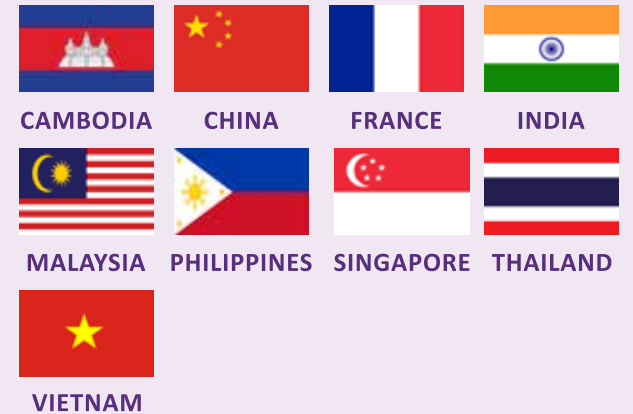 CAMBODIA CHINA FRANCE INDIA
MALAYSIA PHILIPPINES SINGAPORE THAILAND
VIETNAM